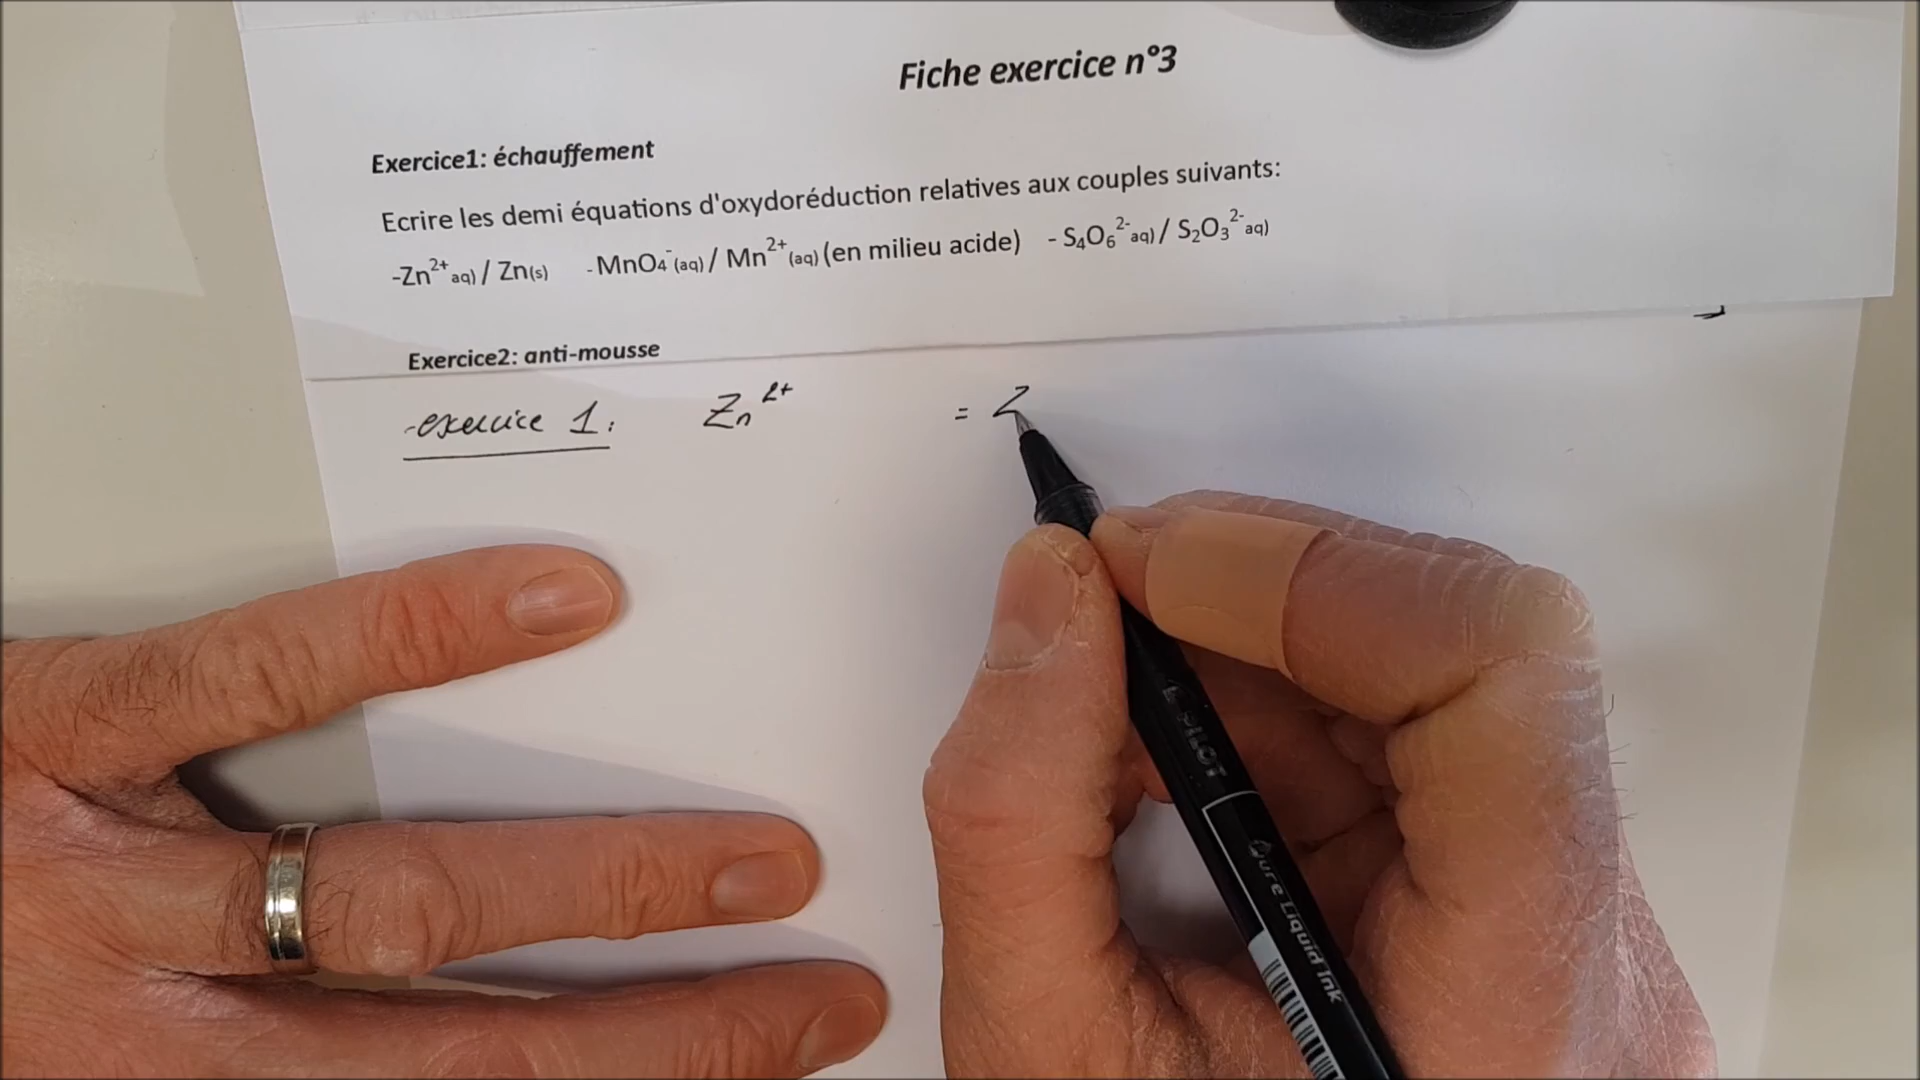 Fiche exercice n°3
Exercice1: échauffement
Ecrire les demi équations d'oxydoréduction relatives aux couples suivants:
-Zn²⁺aq) / Zn(s) - MnO₄⁻(aq) / Mn²⁺(aq) (en milieu acide) - S₄O₆²⁻aq) / S₂O₃²⁻aq)
Exercice2: anti-mousse
exercice 1: Zn²⁺ = Z
PILOT
Pure Liquid Ink